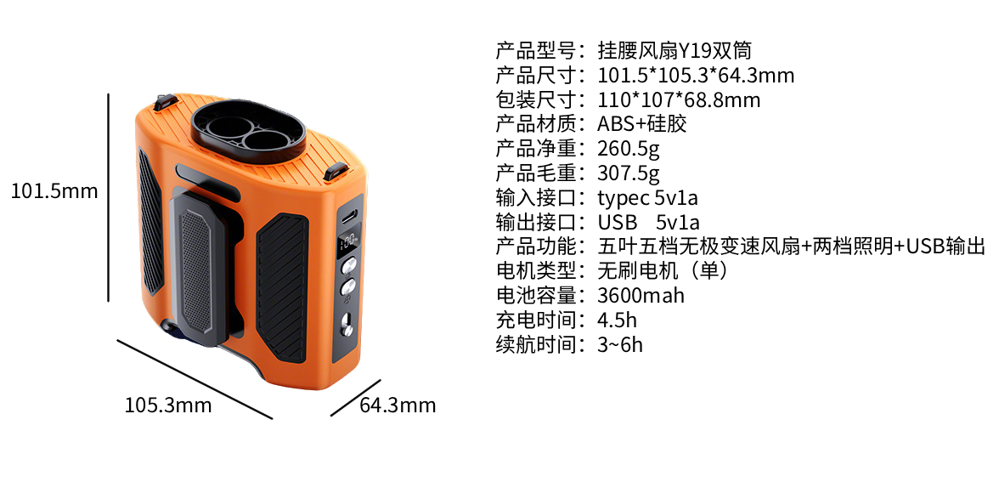 产品型号：挂腰风扇Y19双筒
产品尺寸：101.5*105.3*64.3mm
包装尺寸：110*107*68.8mm
产品材质：ABS+硅胶
产品净重：260.5g
产品毛重：307.5g
输入接口：typec 5v1a
输出接口：USB 5v1a
产品功能：五叶五档无极变速风扇+两档照明+USB输出
电机类型：无刷电机（单）
电池容量：3600mah
充电时间：4.5h
续航时间：3~6h
101.5mm
105.3mm
64.3mm
100